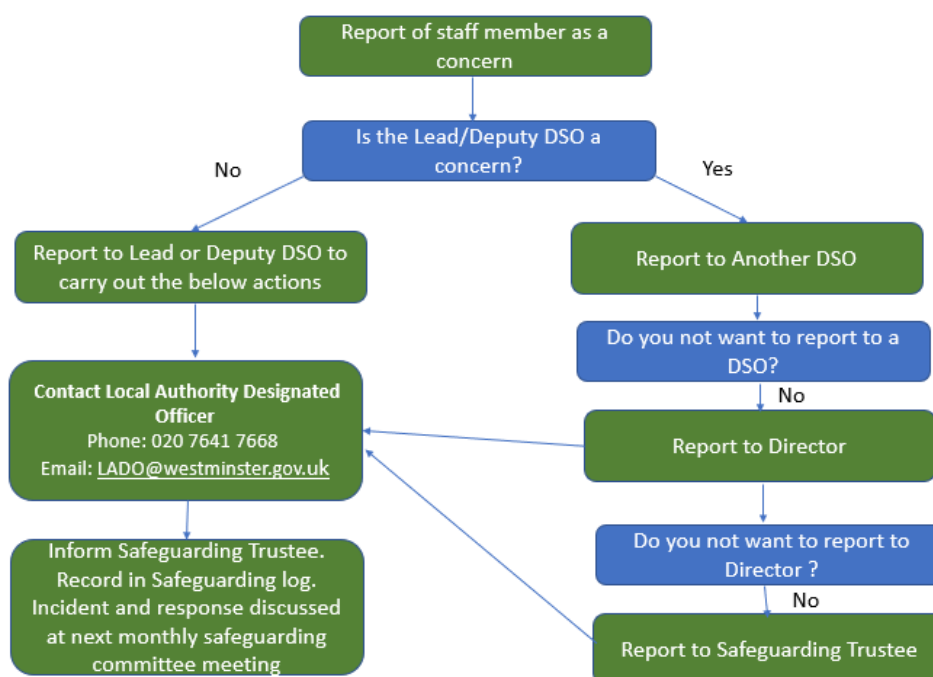 Report of staff member as a
concern
Is the Lead/Deputy DSO a
concern?
No
Yes
Report to Lead or Deputy DSO to
carry out the below actions
Report to Another DSO
Do you not want to report to a
DSO?
No
Contact Local Authority Designated
Officer
Phone: 020 7641 7668
Email: LADO@westminster.gov.uk
Report to Director
Do you not want to report to
Director ?
No
Inform Safeguarding Trustee.
Record in Safeguarding log.
Incident and response discussed
at next monthly safeguarding
committee meeting
Report to Safeguarding Trustee